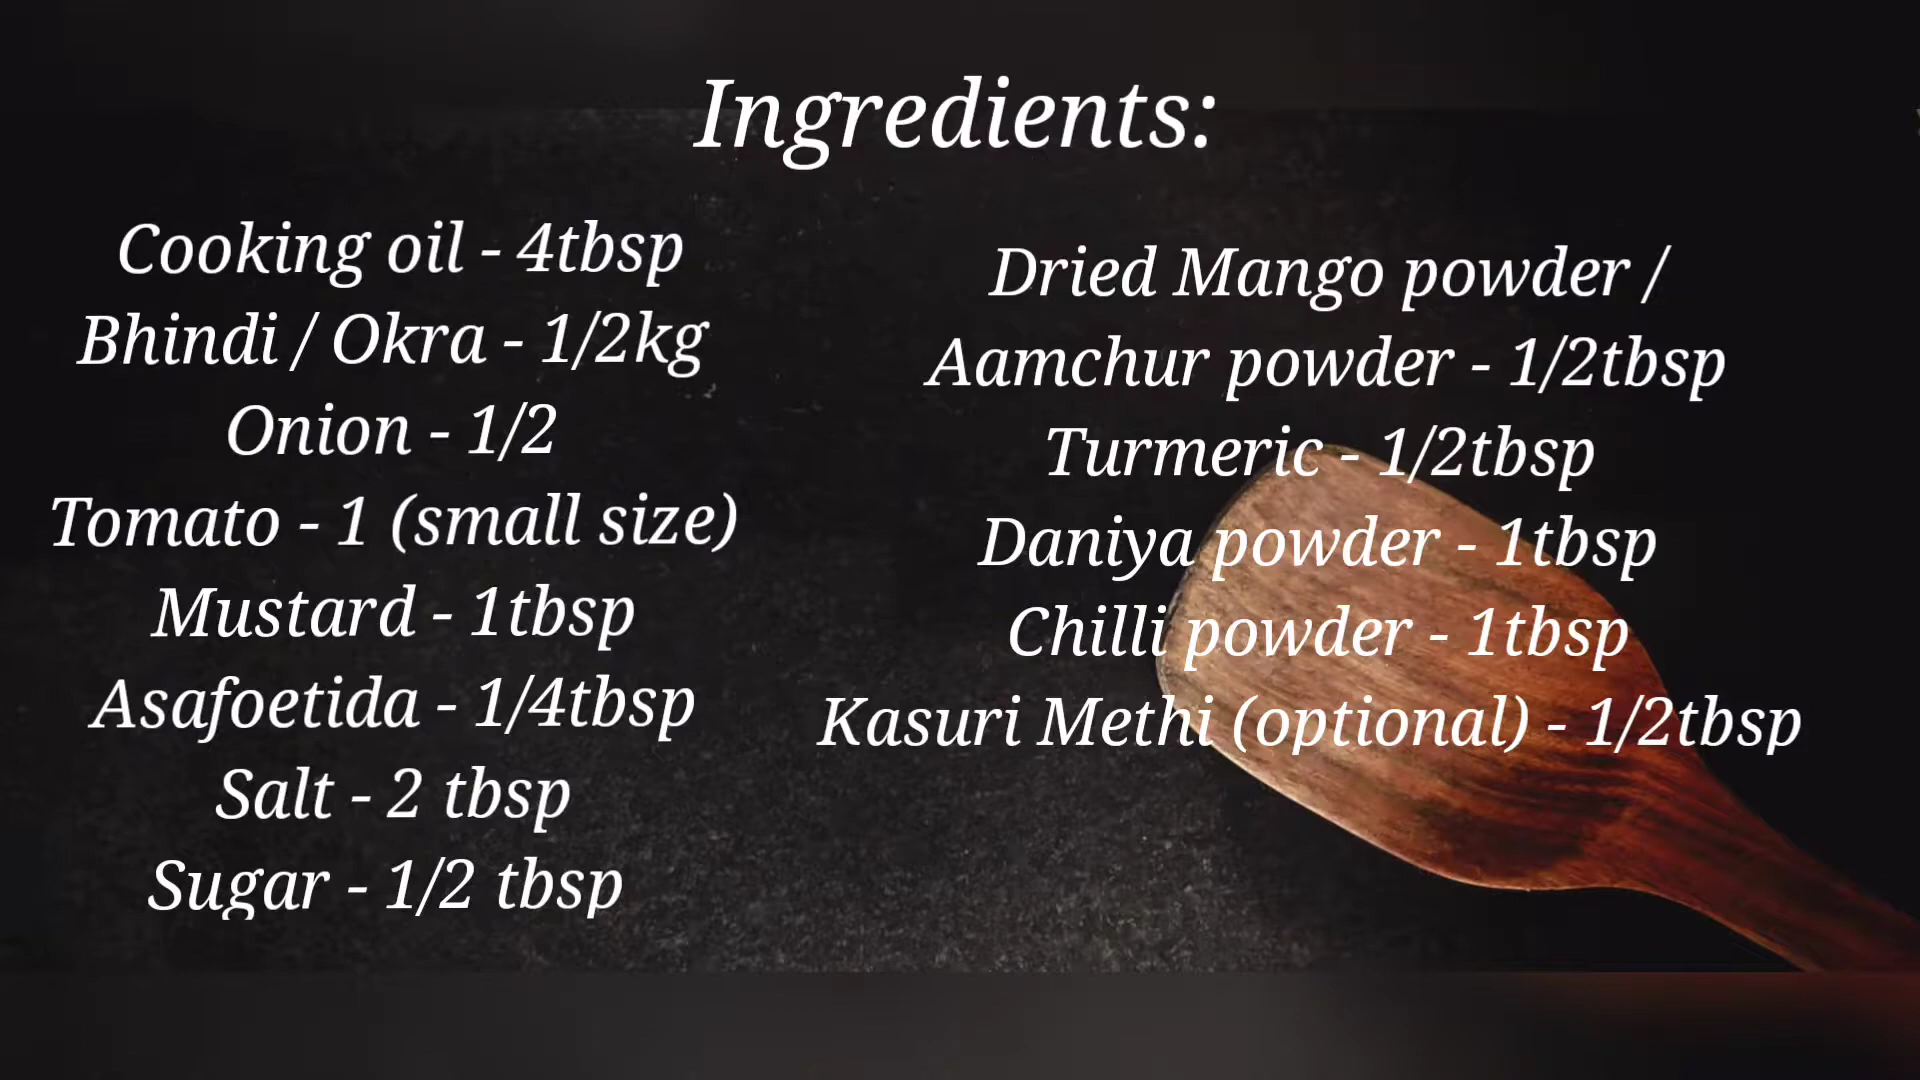 Ingredients:
Cooking oil - 4tbsp
Bhindi / Okra - 1/2kg
Onion - 1/2
Tomato - 1 (small size)
Mustard - 1tbsp
Asafoetida - 1/4tbsp
Salt - 2 tbsp
Sugar - 1/2 tbsp
Dried Mango powder /
Aamchur powder - 1/2tbsp
Turmeric - 1/2tbsp
Daniya powder - 1tbsp
Chilli powder - 1tbsp
Kasuri Methi (optional) - 1/2tbsp